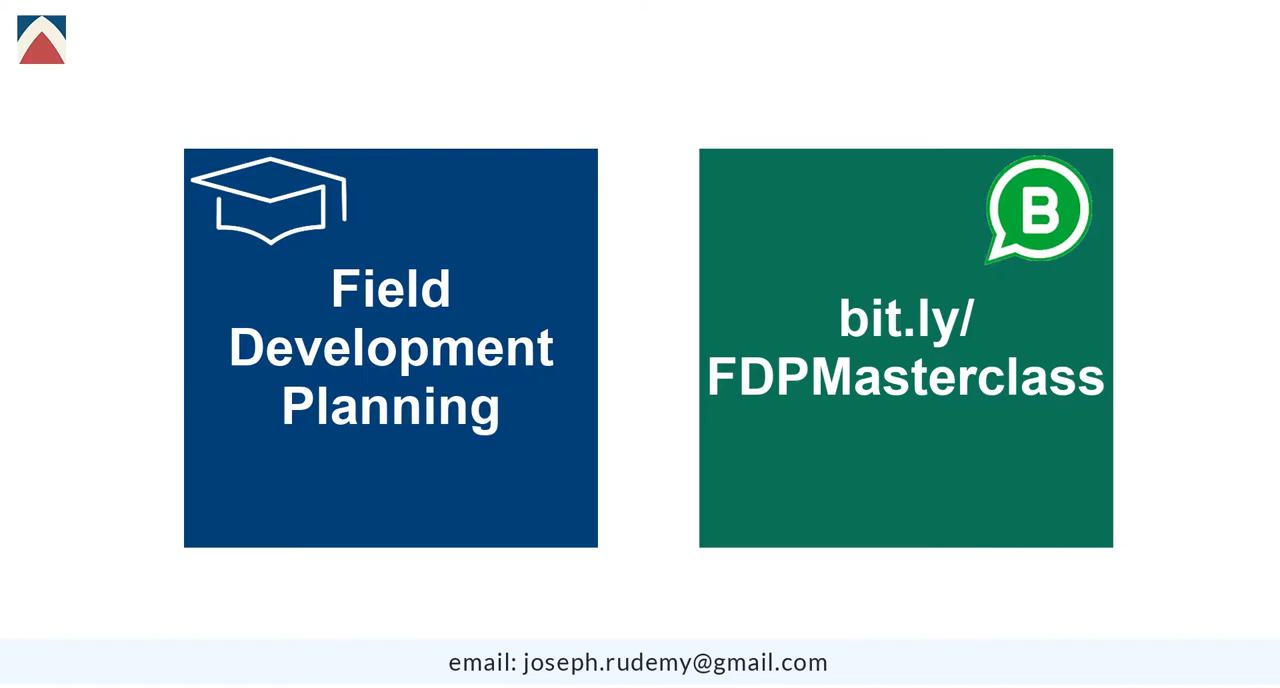 Field
Development
Planning
B
bit.ly/
FDPMasterclass
email: joseph.rudemy@gmail.com